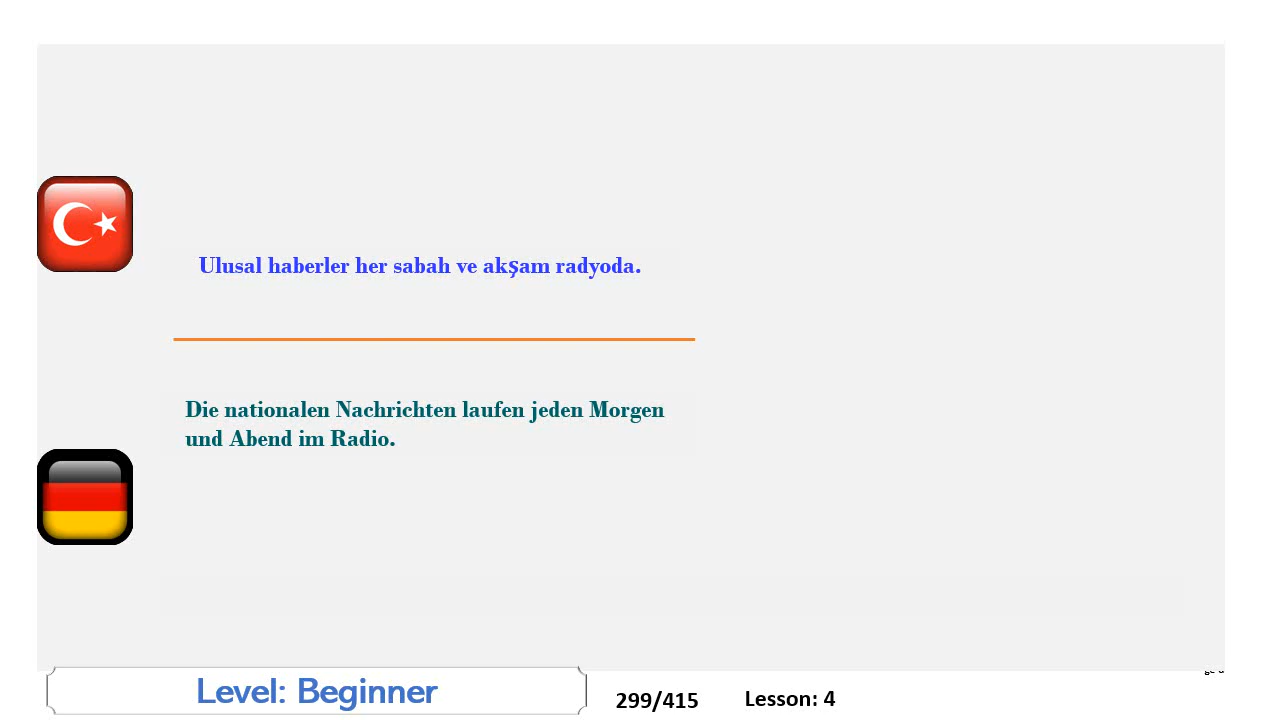 Ulusal haberler her sabah ve akşam radyoda.
Die nationalen Nachrichten laufen jeden Morgen
und Abend im Radio.
Level: Beginner
299/415
Lesson: 4